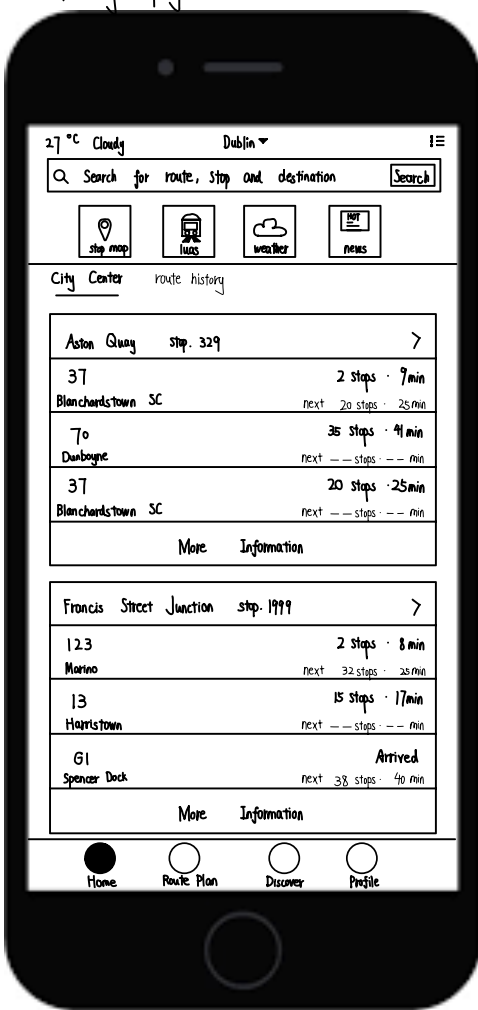 27 °C Cloudy Dublin
Search for route, stop and destination Search
stop map luas weather HOT news
City Center route history
Aston Quay stop. 329 >
37 2 stops · 9min
Blanchardstown SC next 20 stops · 25min
70 35 stops · 41 min
Dunboyne next -- stops · -- min
37 20 stops · 25min
Blanchardstown SC next -- stops · -- min
More Information
Francis Street Junction stop. 1999 >
123 2 stops · 8 min
Marino next 32 stops · 25 min
13 15 stops · 17min
Harristown next -- stops · -- min
G1 Arrived
Spencer Dock next 38 stops · 40 min
More Information
Home Route Plan Discover Profile